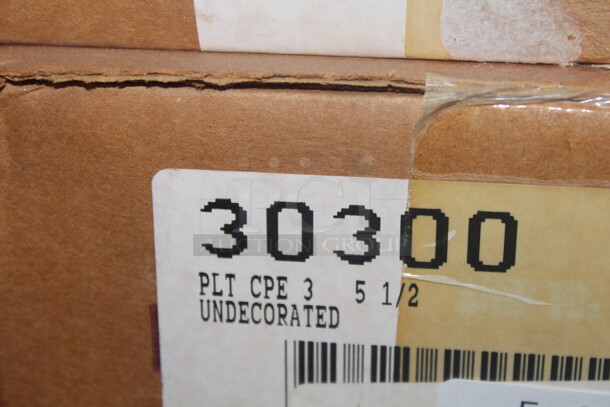 30300
PLT CPE 3 5 1/2
UNDECORATED